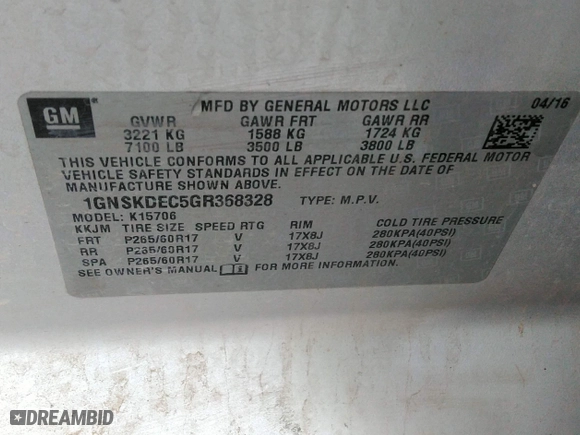 GM
MFD BY GENERAL MOTORS LLC 04/16
GVWR GAWR FRT GAWR RR
3221 KG 1588 KG 1724 KG
7100 LB 3500 LB 3800 LB
THIS VEHICLE CONFORMS TO ALL APPLICABLE U.S. FEDERAL MOTOR
VEHICLE SAFETY STANDARDS IN EFFECT ON THE DATE OF
MANUFACTURE SHOWN ABOVE.
1GNSKDEC5GR368328 TYPE: M.P.V.
MODEL: K15706
KKJM TIRE SIZE SPEED RTG RIM COLD TIRE PRESSURE
FRT P265/60R17 V 17X8J 280KPA(40PSI)
RR P265/60R17 V 17X8J 280KPA(40PSI)
SPA P265/60R17 V 17X8J 280KPA(40PSI)
SEE OWNER'S MANUAL FOR MORE INFORMATION.
DREAMBID